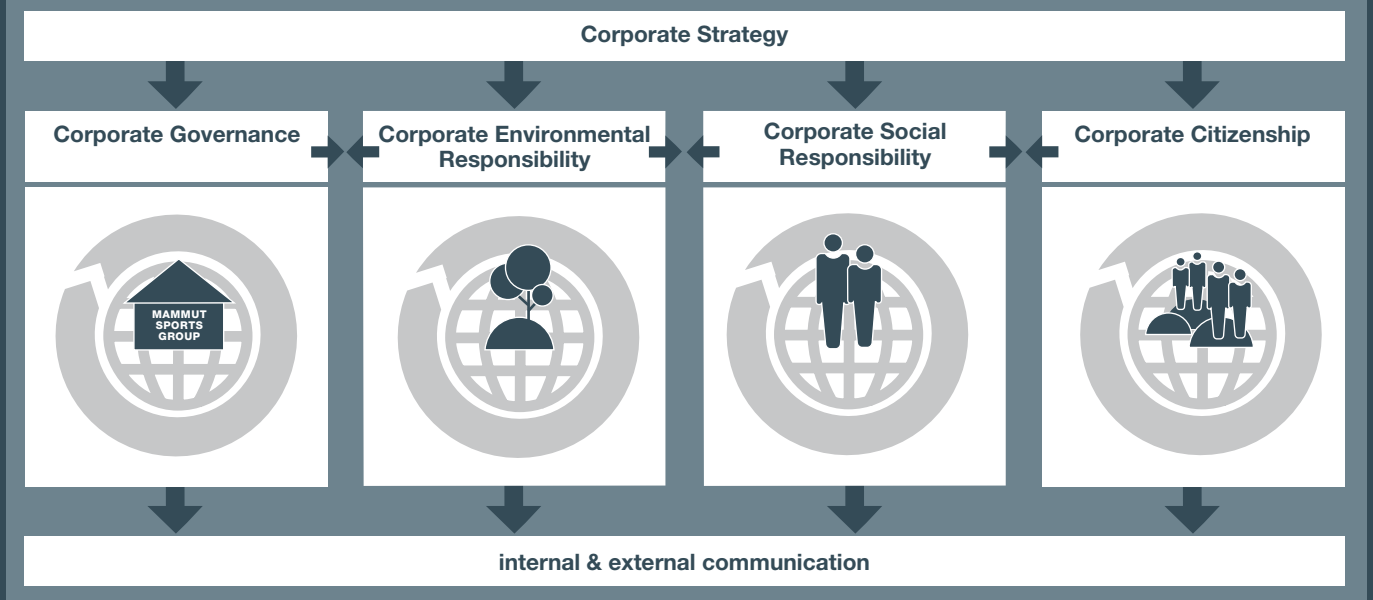 Corporate Strategy
Corporate Governance
Corporate Environmental
Responsibility
Corporate Social
Responsibility
Corporate Citizenship
MAMMUT
SPORTS
GROUP
internal & external communication